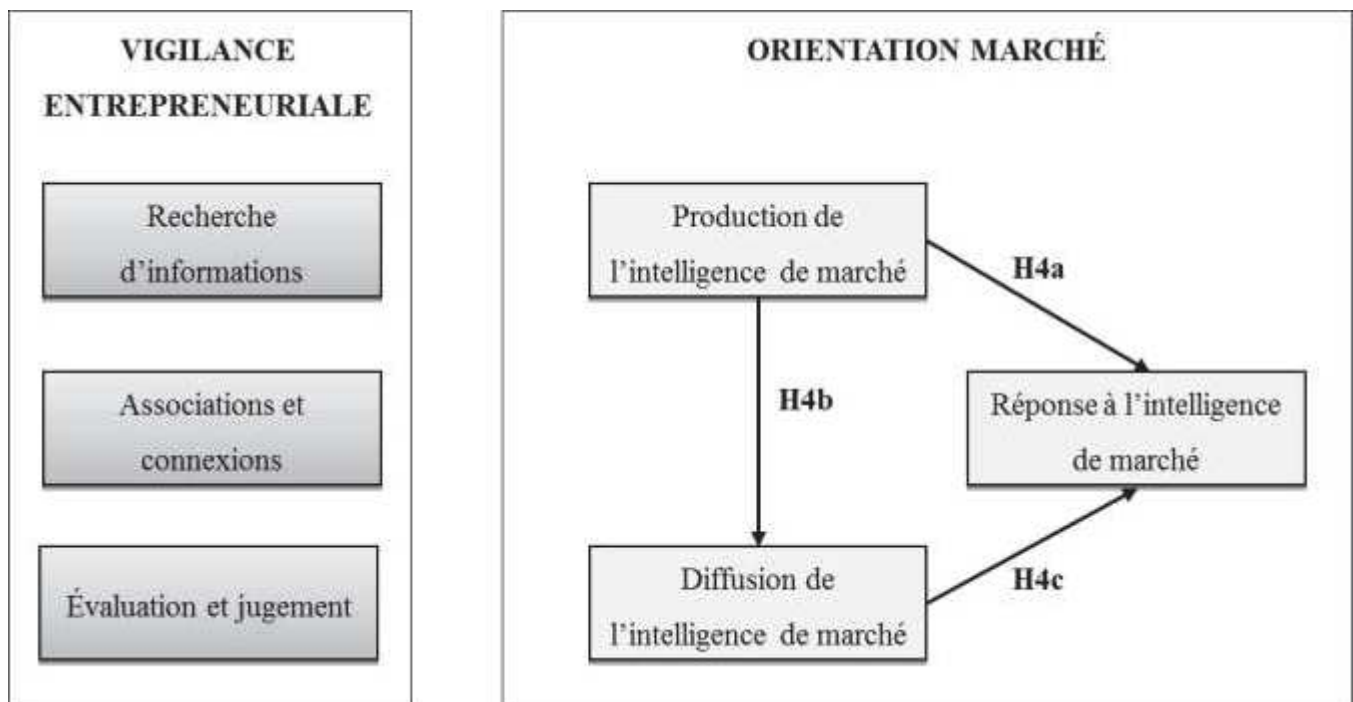 VIGILANCE
ENTREPRENEURIALE
Recherche
d’informations
Associations et
connexions
Évaluation et jugement
ORIENTATION MARCHÉ
Production de
l’intelligence de marché
H4a
H4b
Réponse à l’intelligence
de marché
Diffusion de
l’intelligence de marché
H4c